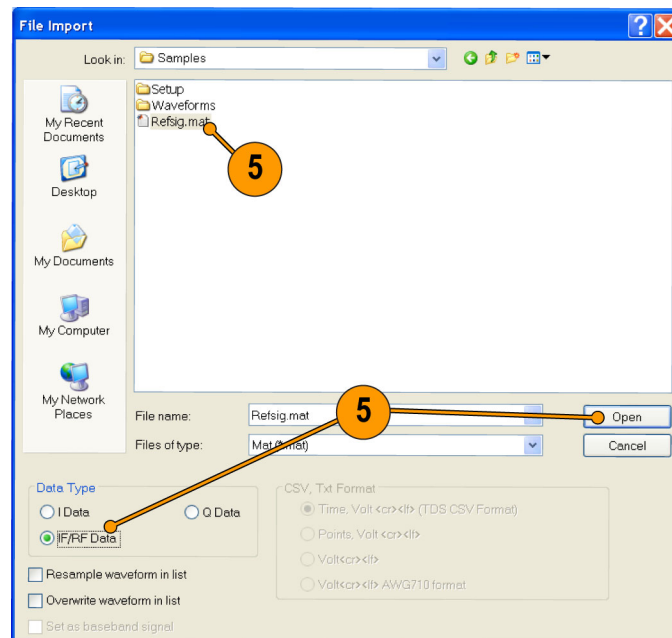 File Import
Look in: Samples
Setup
Waveforms
Refsig.mat
5
My Recent
Documents
Desktop
My Documents
My Computer
My Network
Places
File name: Refsig.mat
5
Open
Files of type: Mat (*.mat)
Cancel
Data Type
I Data
Q Data
IF/RF Data
CSV, Txt Format
Time, Volt <cr><lf> (TDS CSV Format)
Points, Volt <cr><lf>
Volt<cr><lf>
Volt<cr><lf> AWG710 format
Resample waveform in list
Overwrite waveform in list
Set as baseband signal